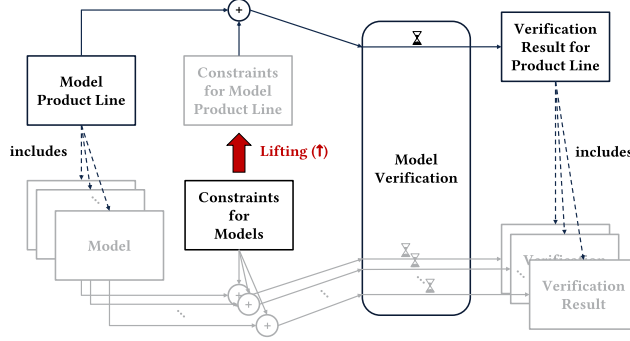 Verification
Result for
Product Line
Model
Product Line
Constraints
for Model
Product Line
includes
Lifting (↑)
includes
Model
Verification
Constraints
for
Models
Model
Verification
Result